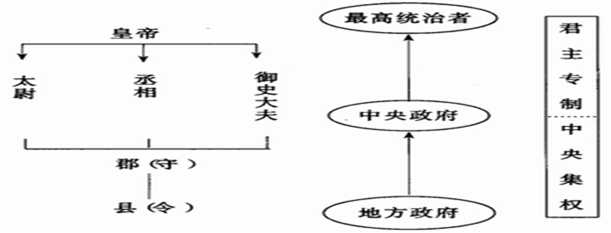 皇帝
太尉
丞相
御史大夫
郡（守）
县（令）
最高统治者
中央政府
地方政府
君主专制中央集权